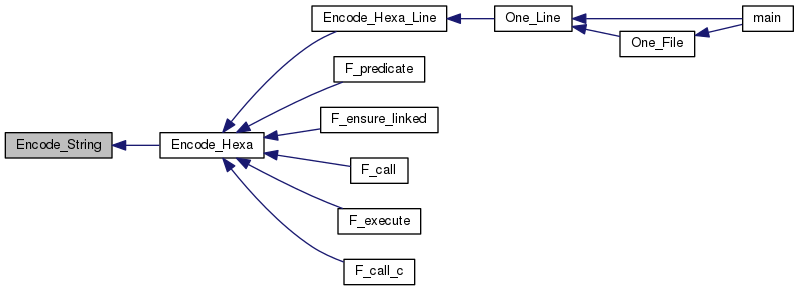 Encode_String
Encode_Hexa
Encode_Hexa_Line
One_Line
main
One_File
F_predicate
F_ensure_linked
F_call
F_execute
F_call_c